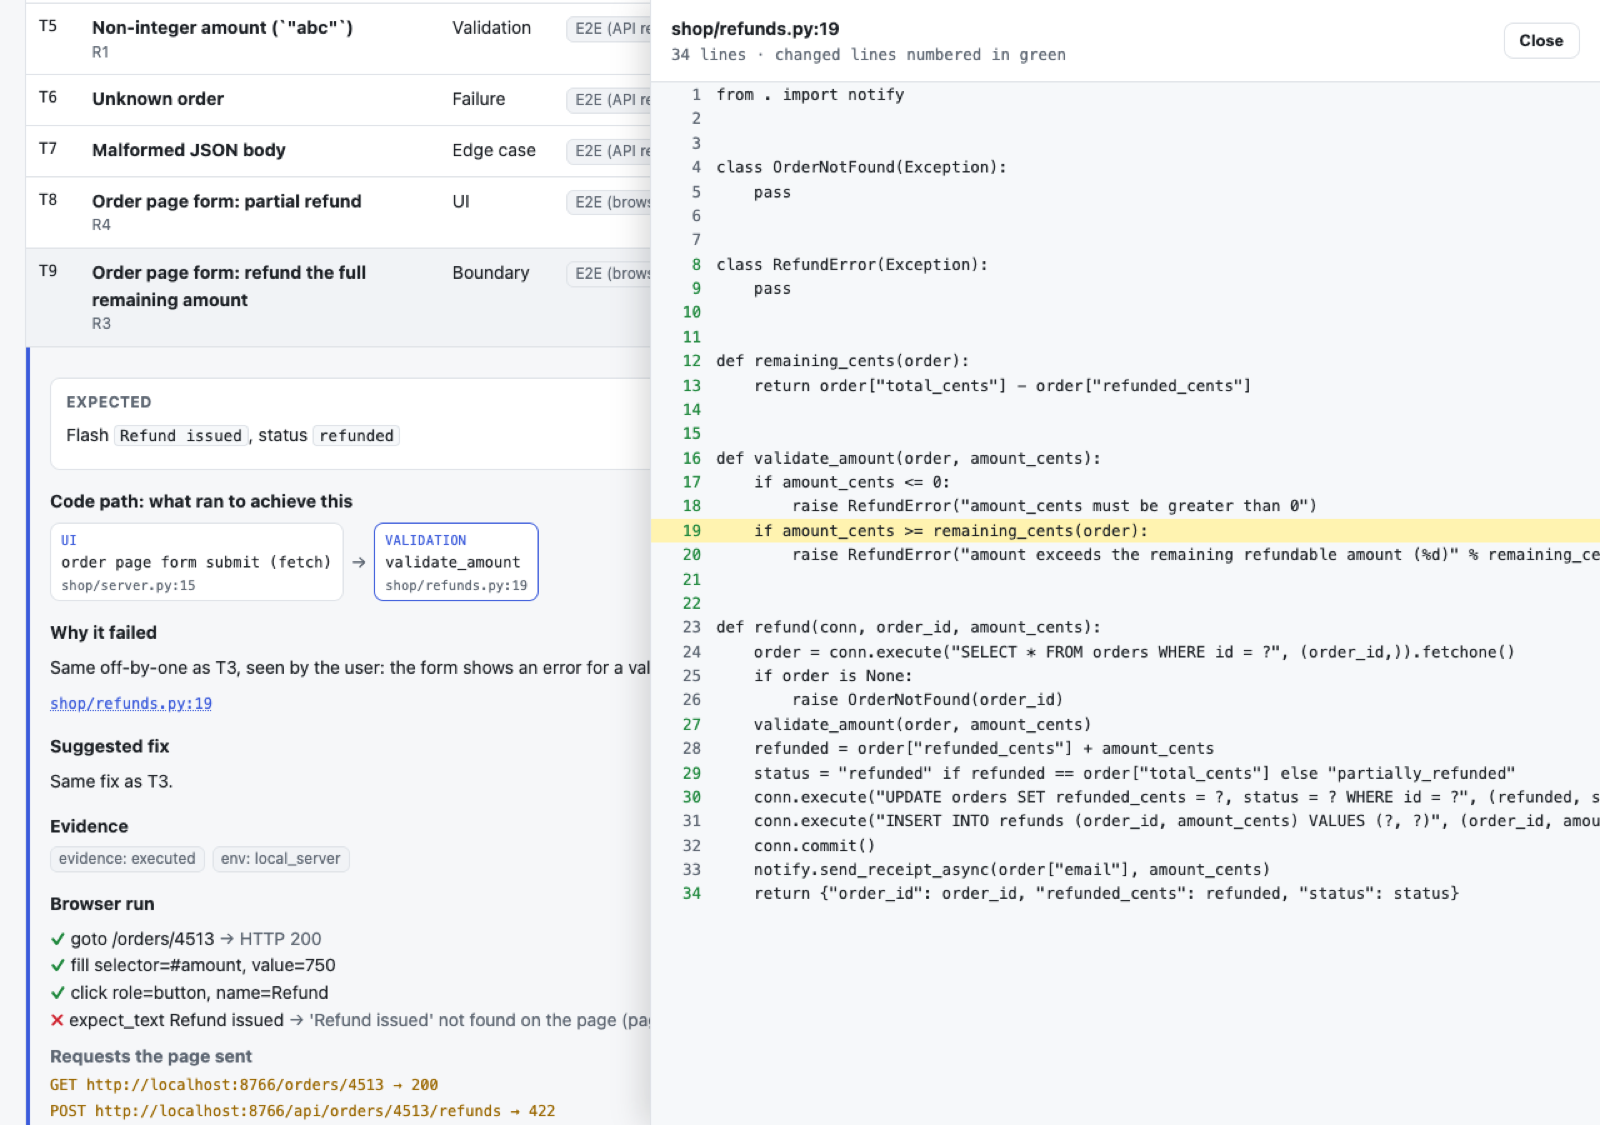 T5 Non-integer amount (`"abc"`) Validation E2E (API re
R1
T6 Unknown order Failure E2E (API re
T7 Malformed JSON body Edge case E2E (API re
T8 Order page form: partial refund UI E2E (brows
R4
T9 Order page form: refund the full Boundary E2E (brows
remaining amount
R3
EXPECTED
Flash Refund issued, status refunded
Code path: what ran to achieve this
UI
order page form submit (fetch)
shop/server.py:15
→
VALIDATION
validate_amount
shop/refunds.py:19
Why it failed
Same off-by-one as T3, seen by the user: the form shows an error for a val
shop/refunds.py:19
Suggested fix
Same fix as T3.
Evidence
evidence: executed env: local_server
Browser run
✓ goto /orders/4513 → HTTP 200
✓ fill selector=#amount, value=750
✓ click role=button, name=Refund
✕ expect_text Refund issued → 'Refund issued' not found on the page (pa
Requests the page sent
GET http://localhost:8766/orders/4513 → 200
POST http://localhost:8766/api/orders/4513/refunds → 422
shop/refunds.py:19
34 lines · changed lines numbered in green
Close
1 from . import notify
2
3
4 class OrderNotFound(Exception):
5     pass
6
7
8 class RefundError(Exception):
9     pass
10
11
12 def remaining_cents(order):
13     return order["total_cents"] - order["refunded_cents"]
14
15
16 def validate_amount(order, amount_cents):
17     if amount_cents <= 0:
18         raise RefundError("amount_cents must be greater than 0")
19     if amount_cents >= remaining_cents(order):
20         raise RefundError("amount exceeds the remaining refundable amount (%d)" % remaining_ce
21
22
23 def refund(conn, order_id, amount_cents):
24     order = conn.execute("SELECT * FROM orders WHERE id = ?", (order_id,)).fetchone()
25     if order is None:
26         raise OrderNotFound(order_id)
27     validate_amount(order, amount_cents)
28     refunded = order["refunded_cents"] + amount_cents
29     status = "refunded" if refunded == order["total_cents"] else "partially_refunded"
30     conn.execute("UPDATE orders SET refunded_cents = ?, status = ? WHERE id = ?", (refunded, s
31     conn.execute("INSERT INTO refunds (order_id, amount_cents) VALUES (?, ?)", (order_id, amou
32     conn.commit()
33     notify.send_receipt_async(order["email"], amount_cents)
34     return {"order_id": order_id, "refunded_cents": refunded, "status": status}